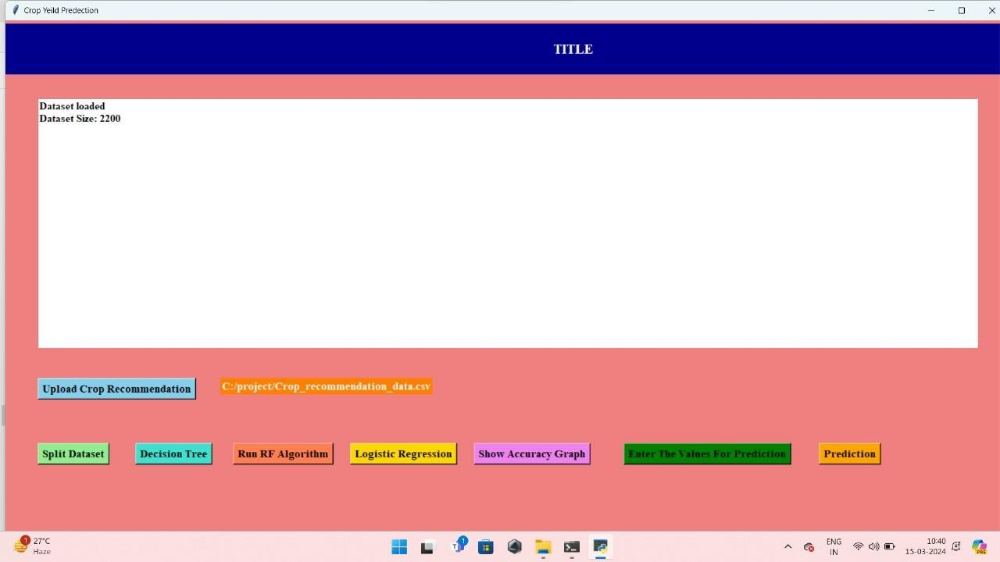 Crop Yeild Predection
TITLE
Dataset loaded
Dataset Size: 2200
Upload Crop Recommendation
C:/project/Crop_recommendation_data.csv
Split Dataset
Decision Tree
Run RF Algorithm
Logistic Regression
Show Accuracy Graph
Enter The Values For Prediction
Prediction
1
27°C
Haze
T
1
PRE
ENG
IN
10:40
15-03-2024